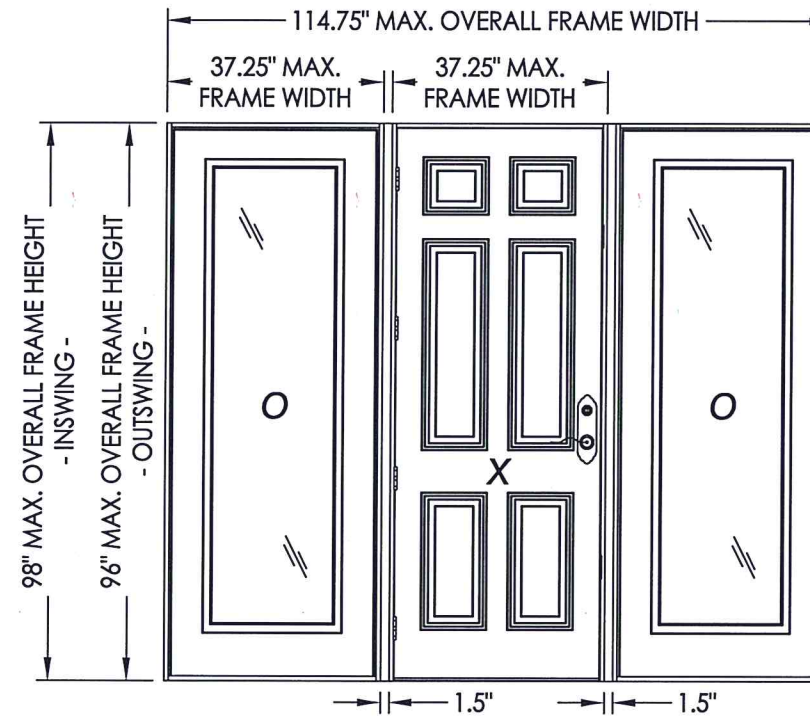 114.75" MAX. OVERALL FRAME WIDTH
37.25" MAX.
FRAME WIDTH
37.25" MAX.
FRAME WIDTH
98" MAX. OVERALL FRAME HEIGHT
- INSWING -
96" MAX. OVERALL FRAME HEIGHT
- OUTSWING -
O
X
O
1.5"
1.5"